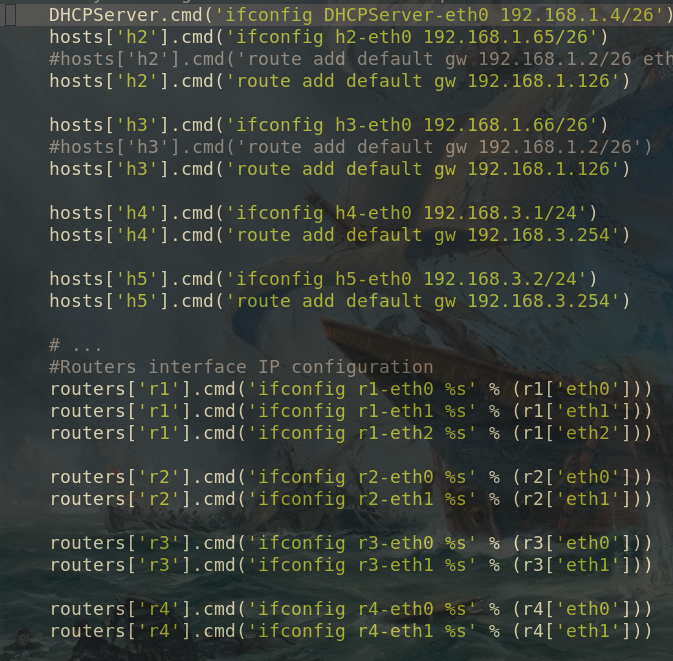 DHCPServer.cmd('ifconfig DHCPServer-eth0 192.168.1.4/26')
hosts['h2'].cmd('ifconfig h2-eth0 192.168.1.65/26')
#hosts['h2'].cmd('route add default gw 192.168.1.2/26 eth
hosts['h2'].cmd('route add default gw 192.168.1.126')
hosts['h3'].cmd('ifconfig h3-eth0 192.168.1.66/26')
#hosts['h3'].cmd('route add default gw 192.168.1.2/26')
hosts['h3'].cmd('route add default gw 192.168.1.126')
hosts['h4'].cmd('ifconfig h4-eth0 192.168.3.1/24')
hosts['h4'].cmd('route add default gw 192.168.3.254')
hosts['h5'].cmd('ifconfig h5-eth0 192.168.3.2/24')
hosts['h5'].cmd('route add default gw 192.168.3.254')
# ...
#Routers interface IP configuration
routers['r1'].cmd('ifconfig r1-eth0 %s' % (r1['eth0']))
routers['r1'].cmd('ifconfig r1-eth1 %s' % (r1['eth1']))
routers['r1'].cmd('ifconfig r1-eth2 %s' % (r1['eth2']))
routers['r2'].cmd('ifconfig r2-eth0 %s' % (r2['eth0']))
routers['r2'].cmd('ifconfig r2-eth1 %s' % (r2['eth1']))
routers['r3'].cmd('ifconfig r3-eth0 %s' % (r3['eth0']))
routers['r3'].cmd('ifconfig r3-eth1 %s' % (r3['eth1']))
routers['r4'].cmd('ifconfig r4-eth0 %s' % (r4['eth0']))
routers['r4'].cmd('ifconfig r4-eth1 %s' % (r4['eth1']))